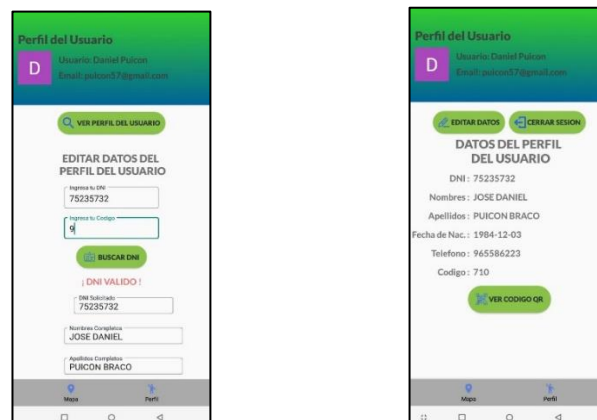 Perfil del Usuario
D
Usuario: Daniel Puicon
Email: puicon57@gmail.com
VER PERFIL DEL USUARIO
EDITAR DATOS DEL
PERFIL DEL USUARIO
Ingresa tu DNI
75235732
Ingresa tu Codigo
9
BUSCAR DNI
¡ DNI VALIDO !
DNI Solicitado
75235732
Nombres Completos
JOSE DANIEL
Apellidos Completos
PUICON BRACO
Mapa
Perfil
Perfil del Usuario
D
Usuario: Daniel Puicon
Email: puicon57@gmail.com
EDITAR DATOS
CERRAR SESION
DATOS DEL PERFIL
DEL USUARIO
DNI : 75235732
Nombres : JOSE DANIEL
Apellidos : PUICON BRACO
Fecha de Nac. : 1984-12-03
Telefono : 965586223
Codigo : 710
VER CODIGO QR
Mapa
Perfil